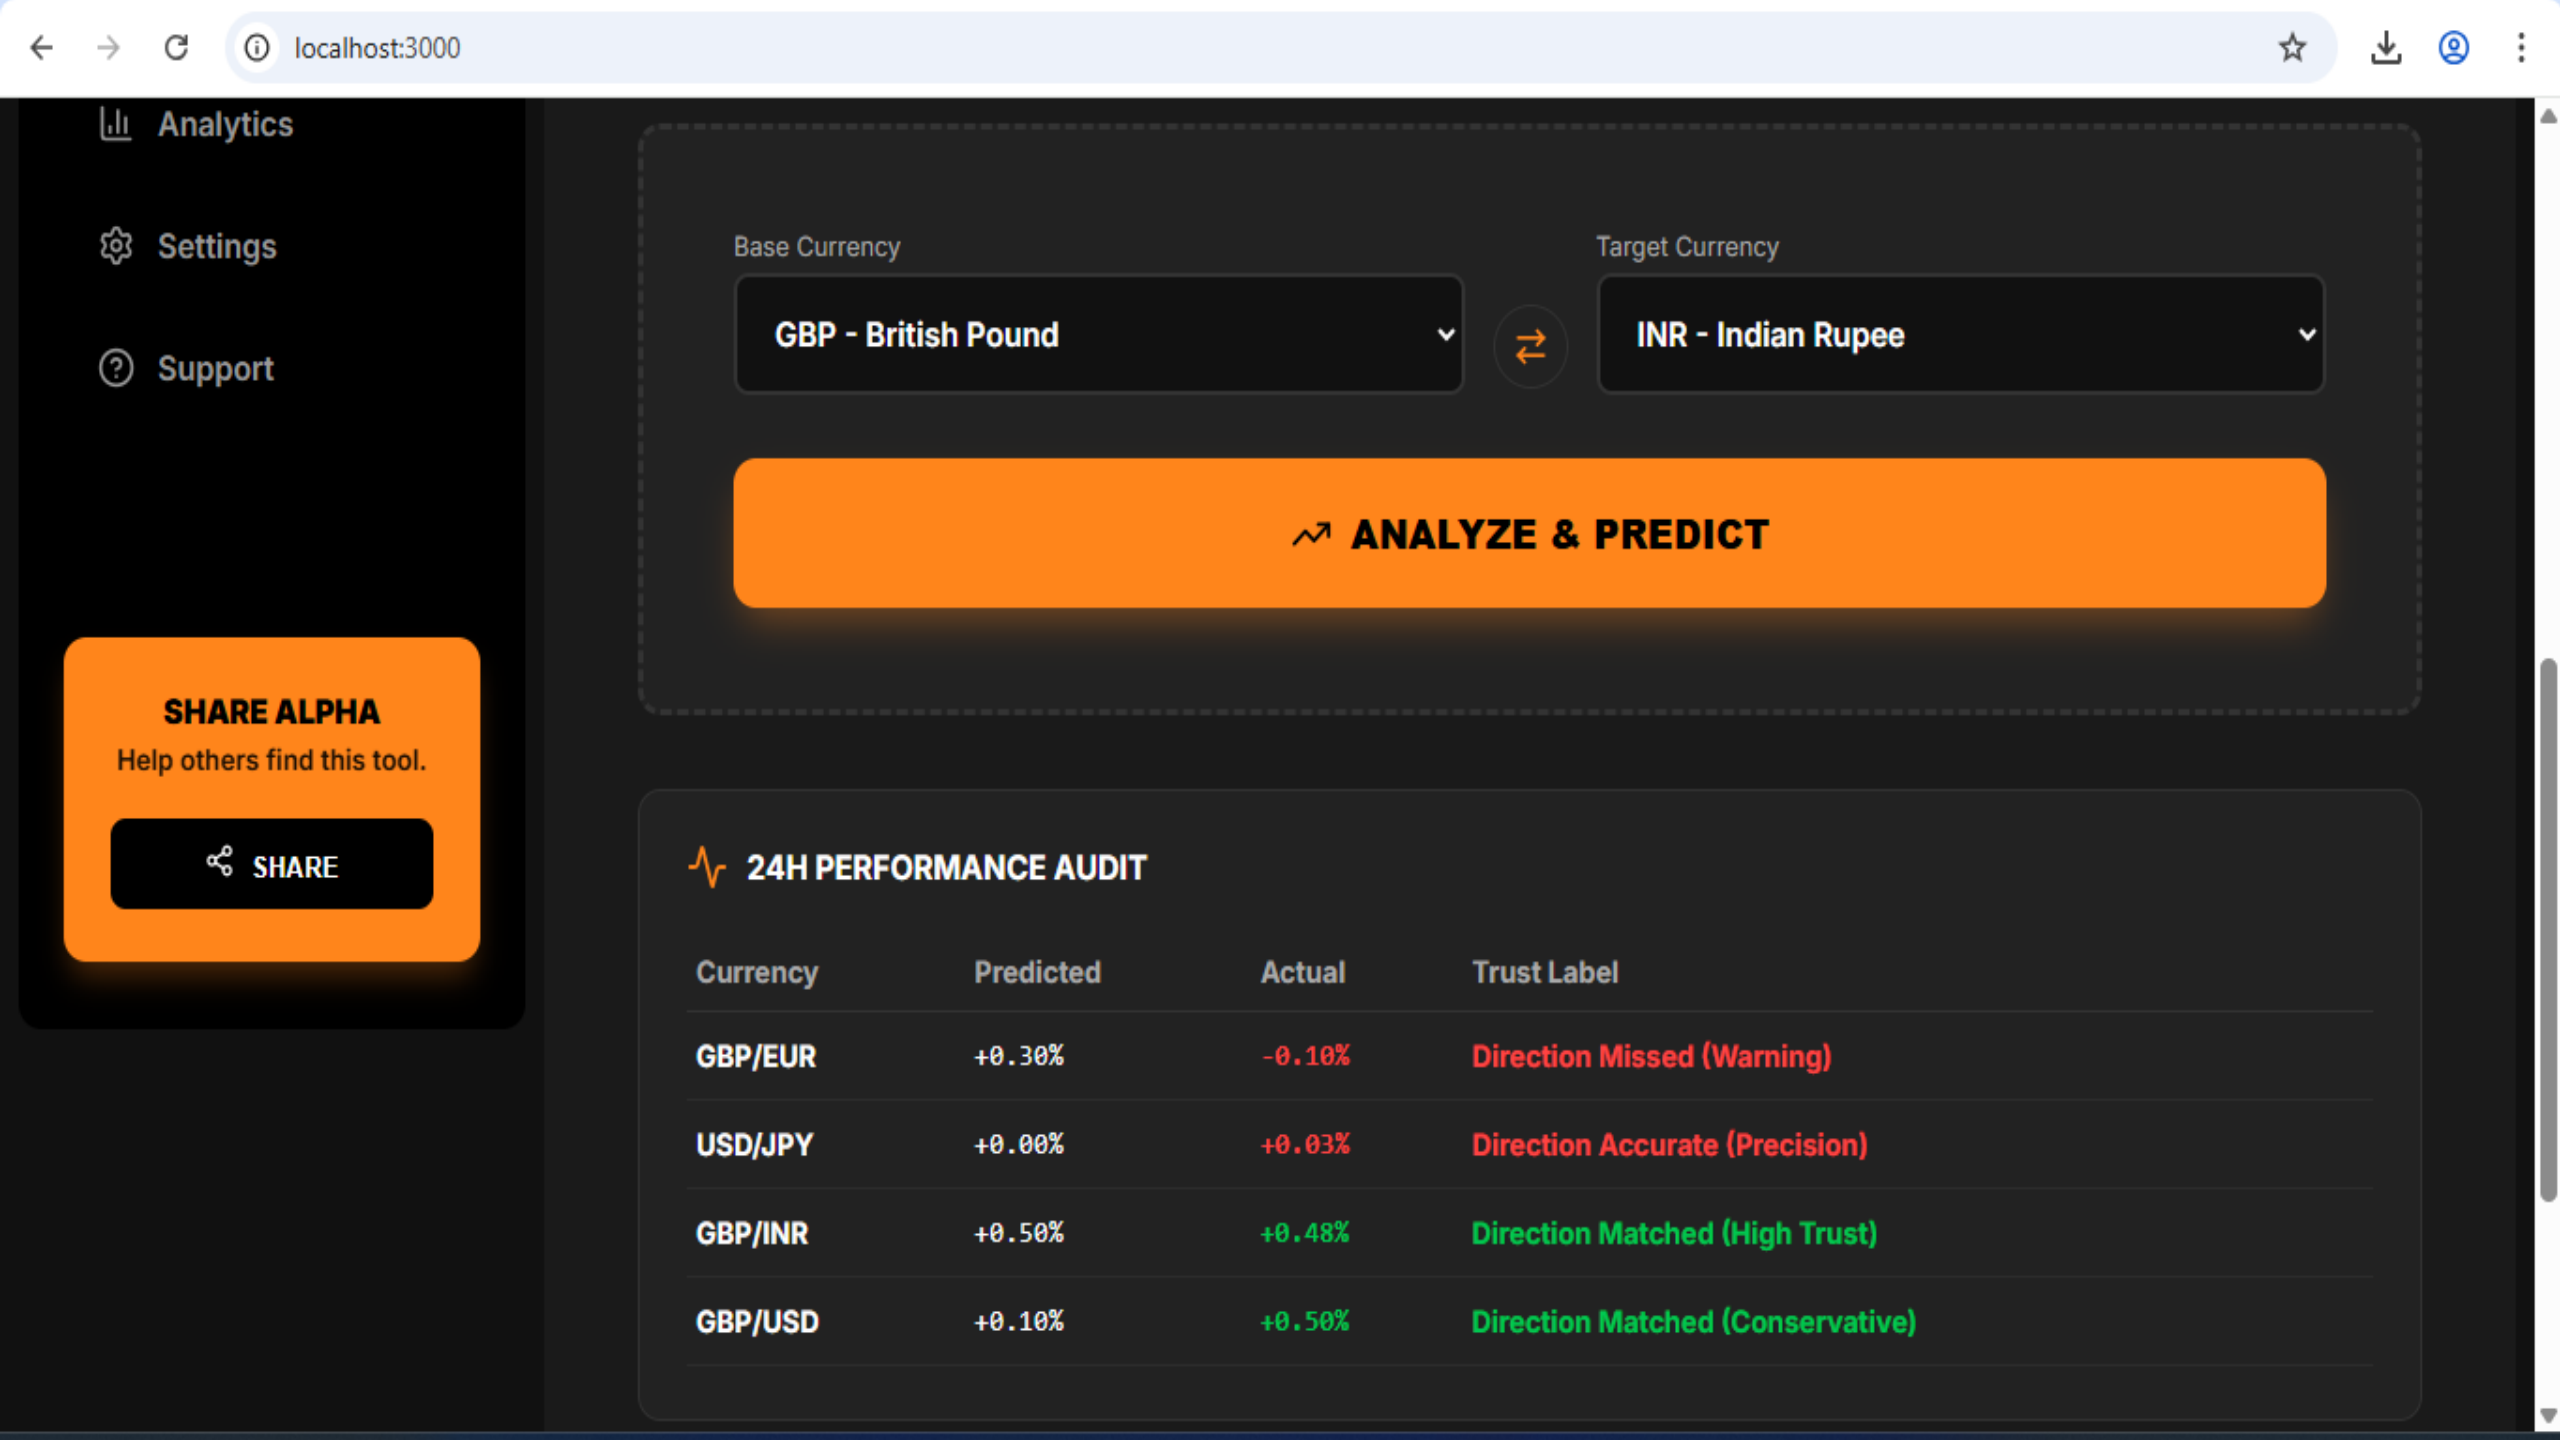 localhost:3000
Analytics
Settings
Support
SHARE ALPHA
Help others find this tool.
SHARE
Base Currency
Target Currency
GBP - British Pound
INR - Indian Rupee
ANALYZE & PREDICT
24H PERFORMANCE AUDIT
Currency Predicted Actual Trust Label
GBP/EUR +0.30% -0.10% Direction Missed (Warning)
USD/JPY +0.00% +0.03% Direction Accurate (Precision)
GBP/INR +0.50% +0.48% Direction Matched (High Trust)
GBP/USD +0.10% +0.50% Direction Matched (Conservative)